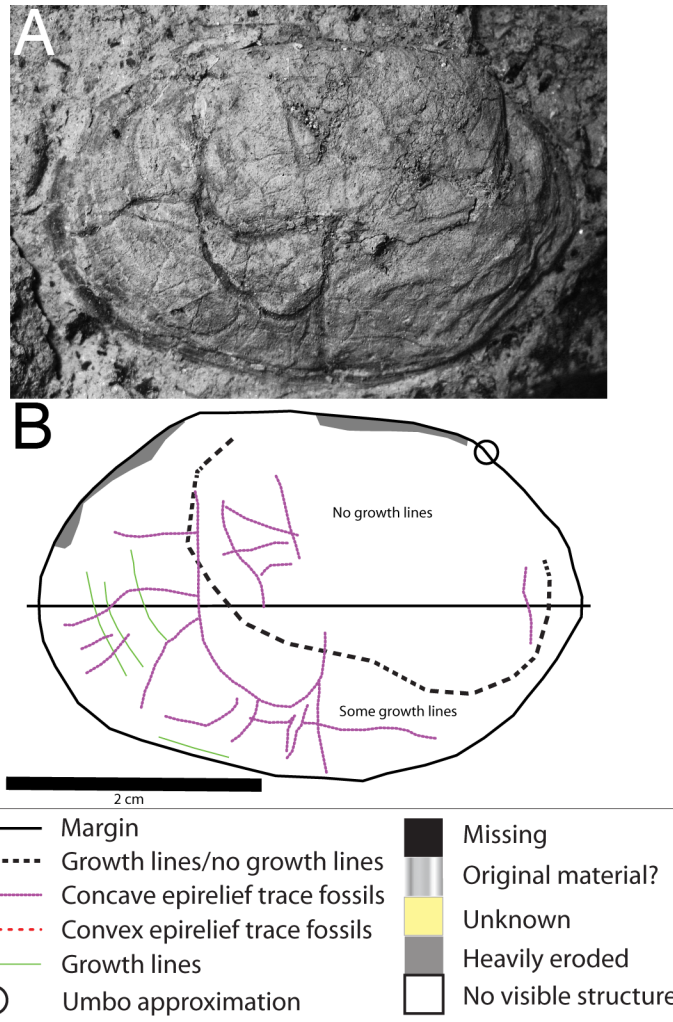 A
B
No growth lines
Some growth lines
2 cm
Margin
Growth lines/no growth lines
Concave epirelief trace fossils
Convex epirelief trace fossils
Growth lines
Umbo approximation
Missing
Original material?
Unknown
Heavily eroded
No visible structure